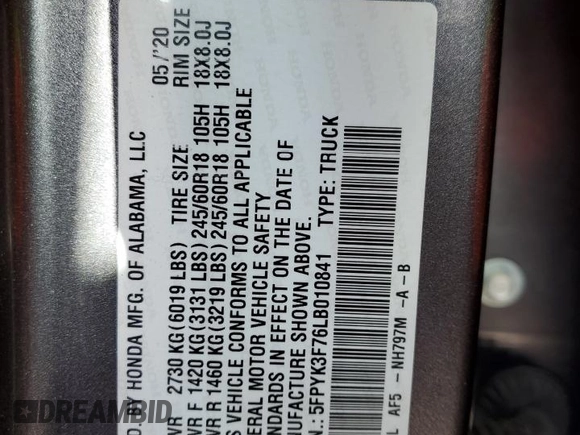 D. BY HONDA MFG. OF ALABAMA, LLC 05/'20
TIRE SIZE RIM SIZE
VR 2730 KG(6019 LBS)
VR F 1420 KG(3131 LBS) 245/60R18 105H 18X8.0J
VR R 1460 KG(3219 LBS) 245/60R18 105H 18X8.0J
S VEHICLE CONFORMS TO ALL APPLICABLE
ERAL MOTOR VEHICLE SAFETY
NDARDS IN EFFECT ON THE DATE OF
NUFACTURE SHOWN ABOVE.
N.: 5FPYK3F76LB010841 TYPE: TRUCK
L AF5 - NH797M -A -B
DREAMBID